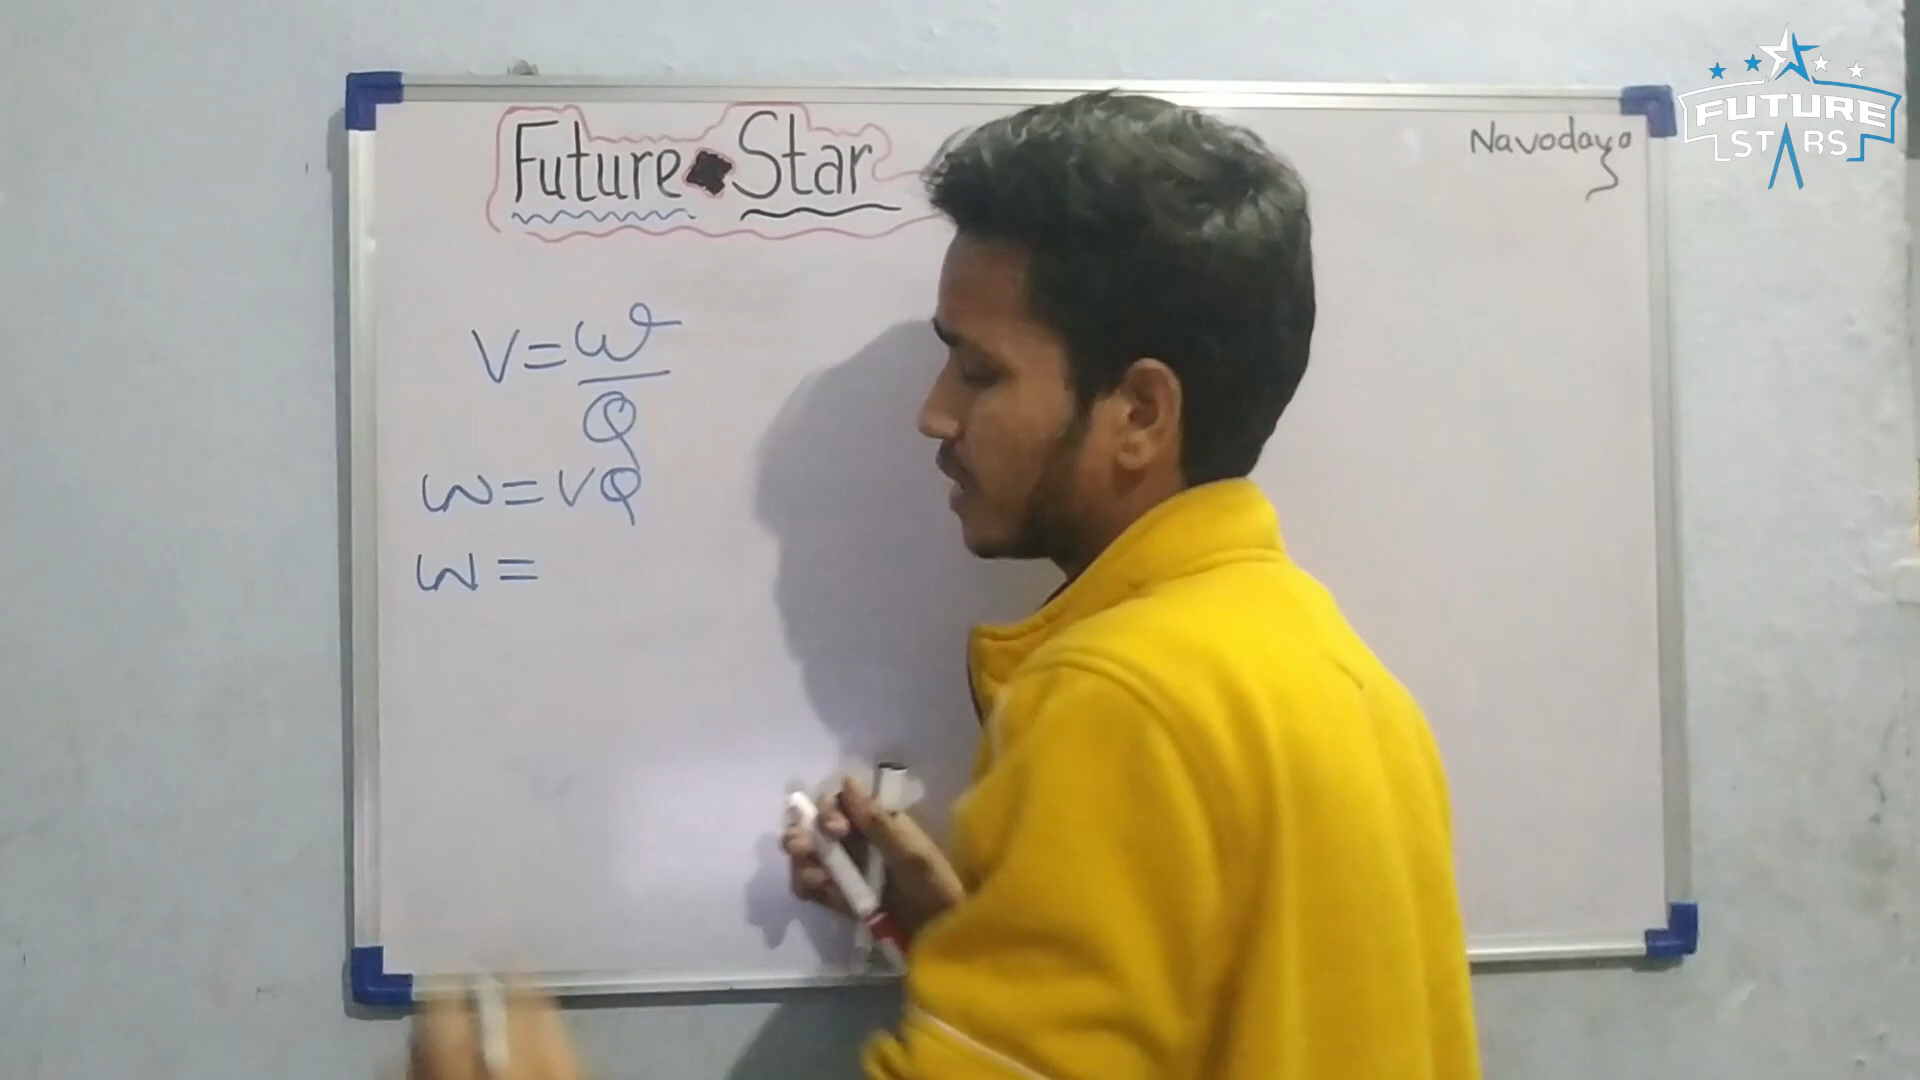 Future Star
Navodaya
FUTURE
STARS
V = W/Q
W = VQ
W =